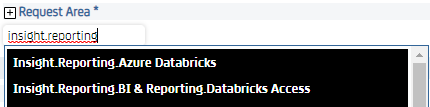 Request Area *
insight.reporting
Insight.Reporting.Azure Databricks
Insight.Reporting.BI & Reporting.Databricks Access